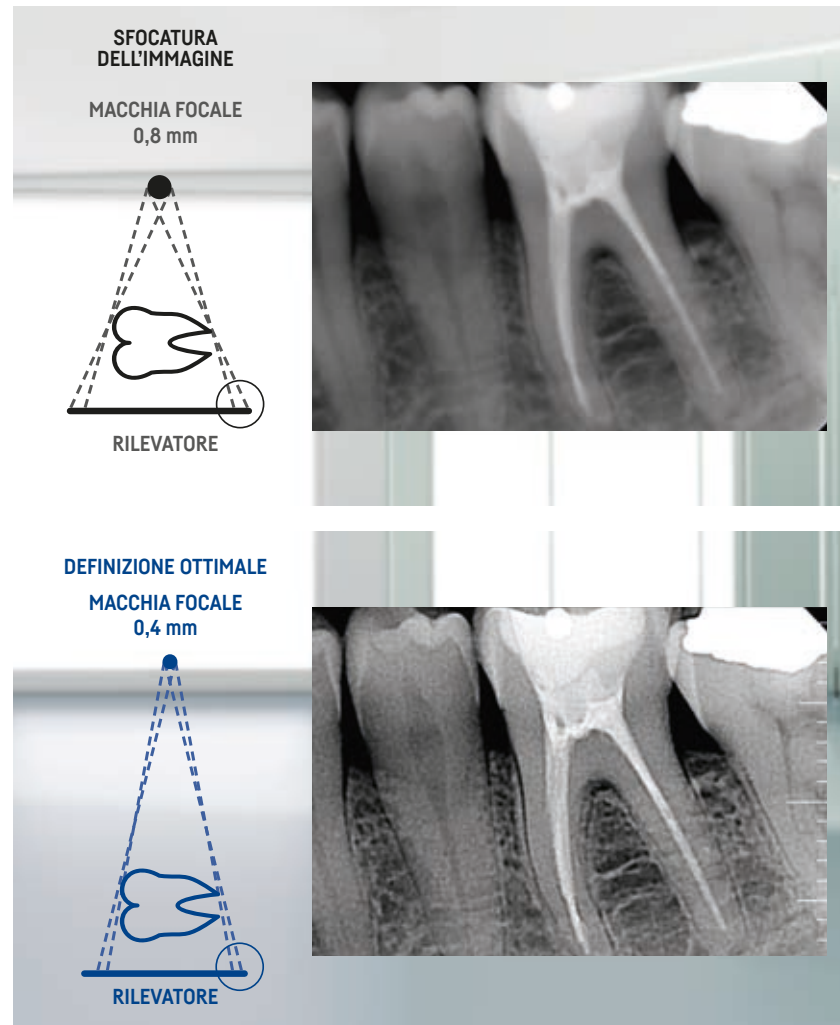 SFOCATURA
DELL'IMMAGINE
MACCHIA FOCALE
0,8 mm
RILEVATORE
DEFINIZIONE OTTIMALE
MACCHIA FOCALE
0,4 mm
RILEVATORE